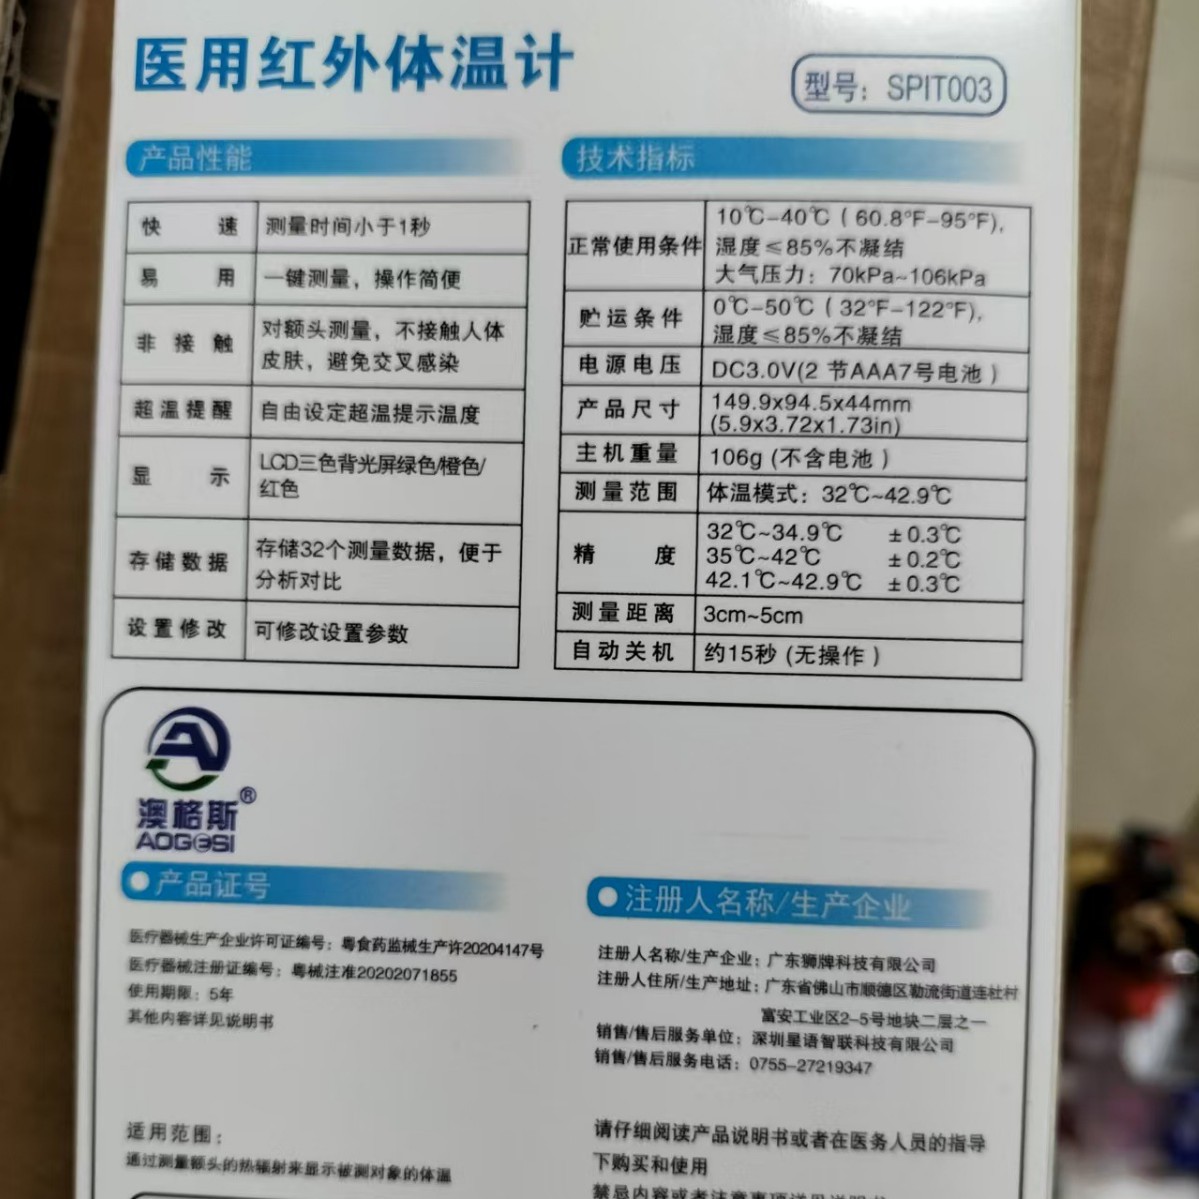 医用红外体温计
型号：SPIT003
产品性能
快 速 测量时间小于1秒
易 用 一键测量，操作简便
非接触 对额头测量，不接触人体
皮肤，避免交叉感染
超温提醒 自由设定超温提示温度
显 示 LCD三色背光屏绿色/橙色/
红色
存储数据 存储32个测量数据，便于
分析对比
设置修改 可修改设置参数
技术指标
正常使用条件 10℃-40℃（60.8°F-95°F),
湿度≤85%不凝结
大气压力：70kPa~106kPa
贮运条件 0℃-50℃（32°F-122°F),
湿度≤85%不凝结
电源电压 DC3.0V(2 节AAA7号电池）
产品尺寸 149.9x94.5x44mm
(5.9x3.72x1.73in)
主机重量 106g (不含电池）
测量范围 体温模式：32℃~42.9℃
精 度 32℃~34.9℃ ±0.3℃
35℃~42℃ ±0.2℃
42.1℃~42.9℃ ±0.3℃
测量距离 3cm~5cm
自动关机 约15秒 (无操作）
澳格斯®
AOGeSI
产品证号
医疗器械生产企业许可证编号：粤食药监械生产许20204147号
医疗器械注册证编号：粤械注准20202071855
使用期限：5年
其他内容详见说明书
适用范围：
通过测量额头的热辐射来显示被测对象的体温
注册人名称/生产企业
注册人名称/生产企业：广东狮牌科技有限公司
注册人住所/生产地址：广东省佛山市顺德区勒流街道连杜村
富安工业区2-5号地块二层之一
销售/售后服务单位：深圳星语智联科技有限公司
销售/售后服务电话：0755-27219347
请仔细阅读产品说明书或者在医务人员的指导
下购买和使用
禁忌内容或者注意事项详见说明书